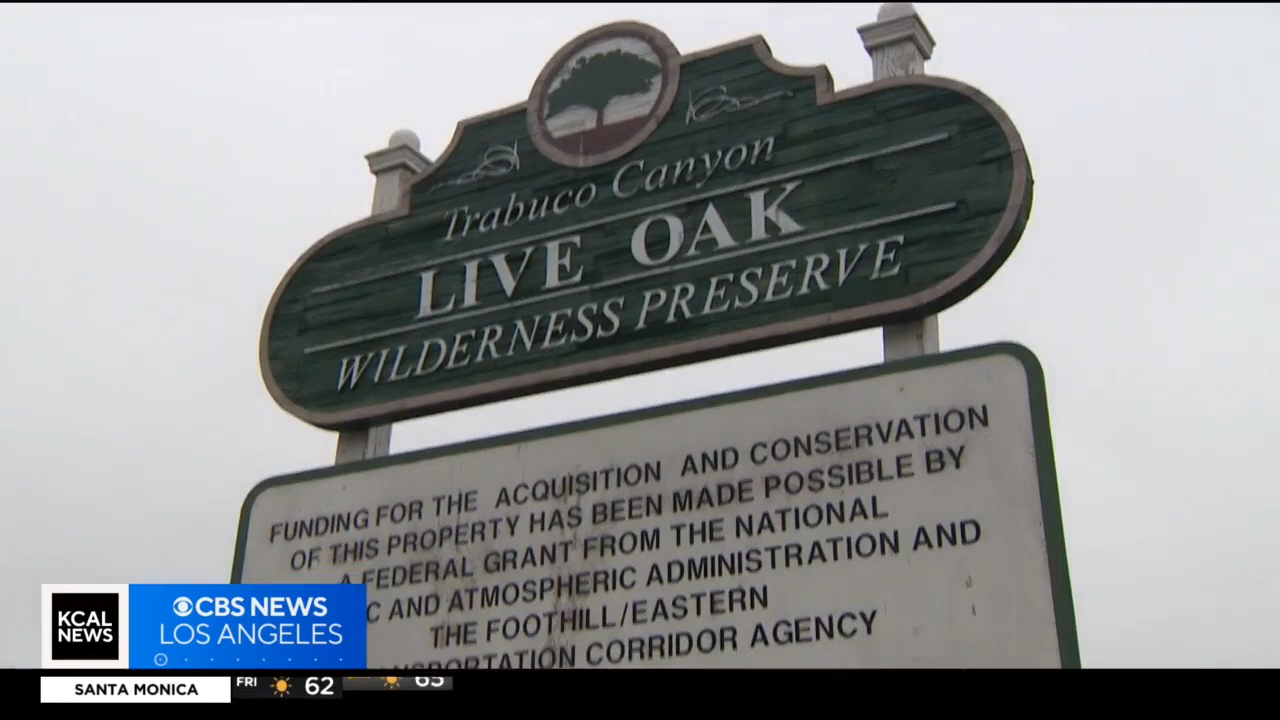 Trabuco Canyon
LIVE OAK
WILDERNESS PRESERVE
FUNDING FOR THE ACQUISITION AND CONSERVATION
OF THIS PROPERTY HAS BEEN MADE POSSIBLE BY
A FEDERAL GRANT FROM THE NATIONAL
C AND ATMOSPHERIC ADMINISTRATION AND
THE FOOTHILL/EASTERN
NSPORTATION CORRIDOR AGENCY
KCAL
NEWS
CBS NEWS
LOS ANGELES
SANTA MONICA
FRI 62 65